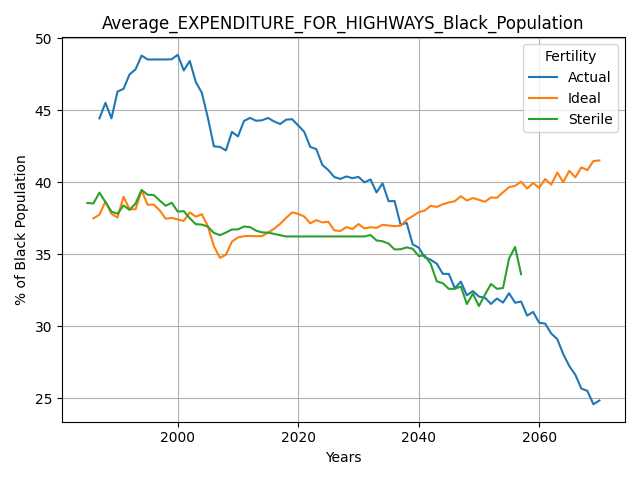 Average_EXPENDITURE_FOR_HIGHWAYS_Black_Population
Fertility
Actual
Ideal
Sterile
% of Black Population
50
45
40
35
30
25
2000 2020 2040 2060
Years